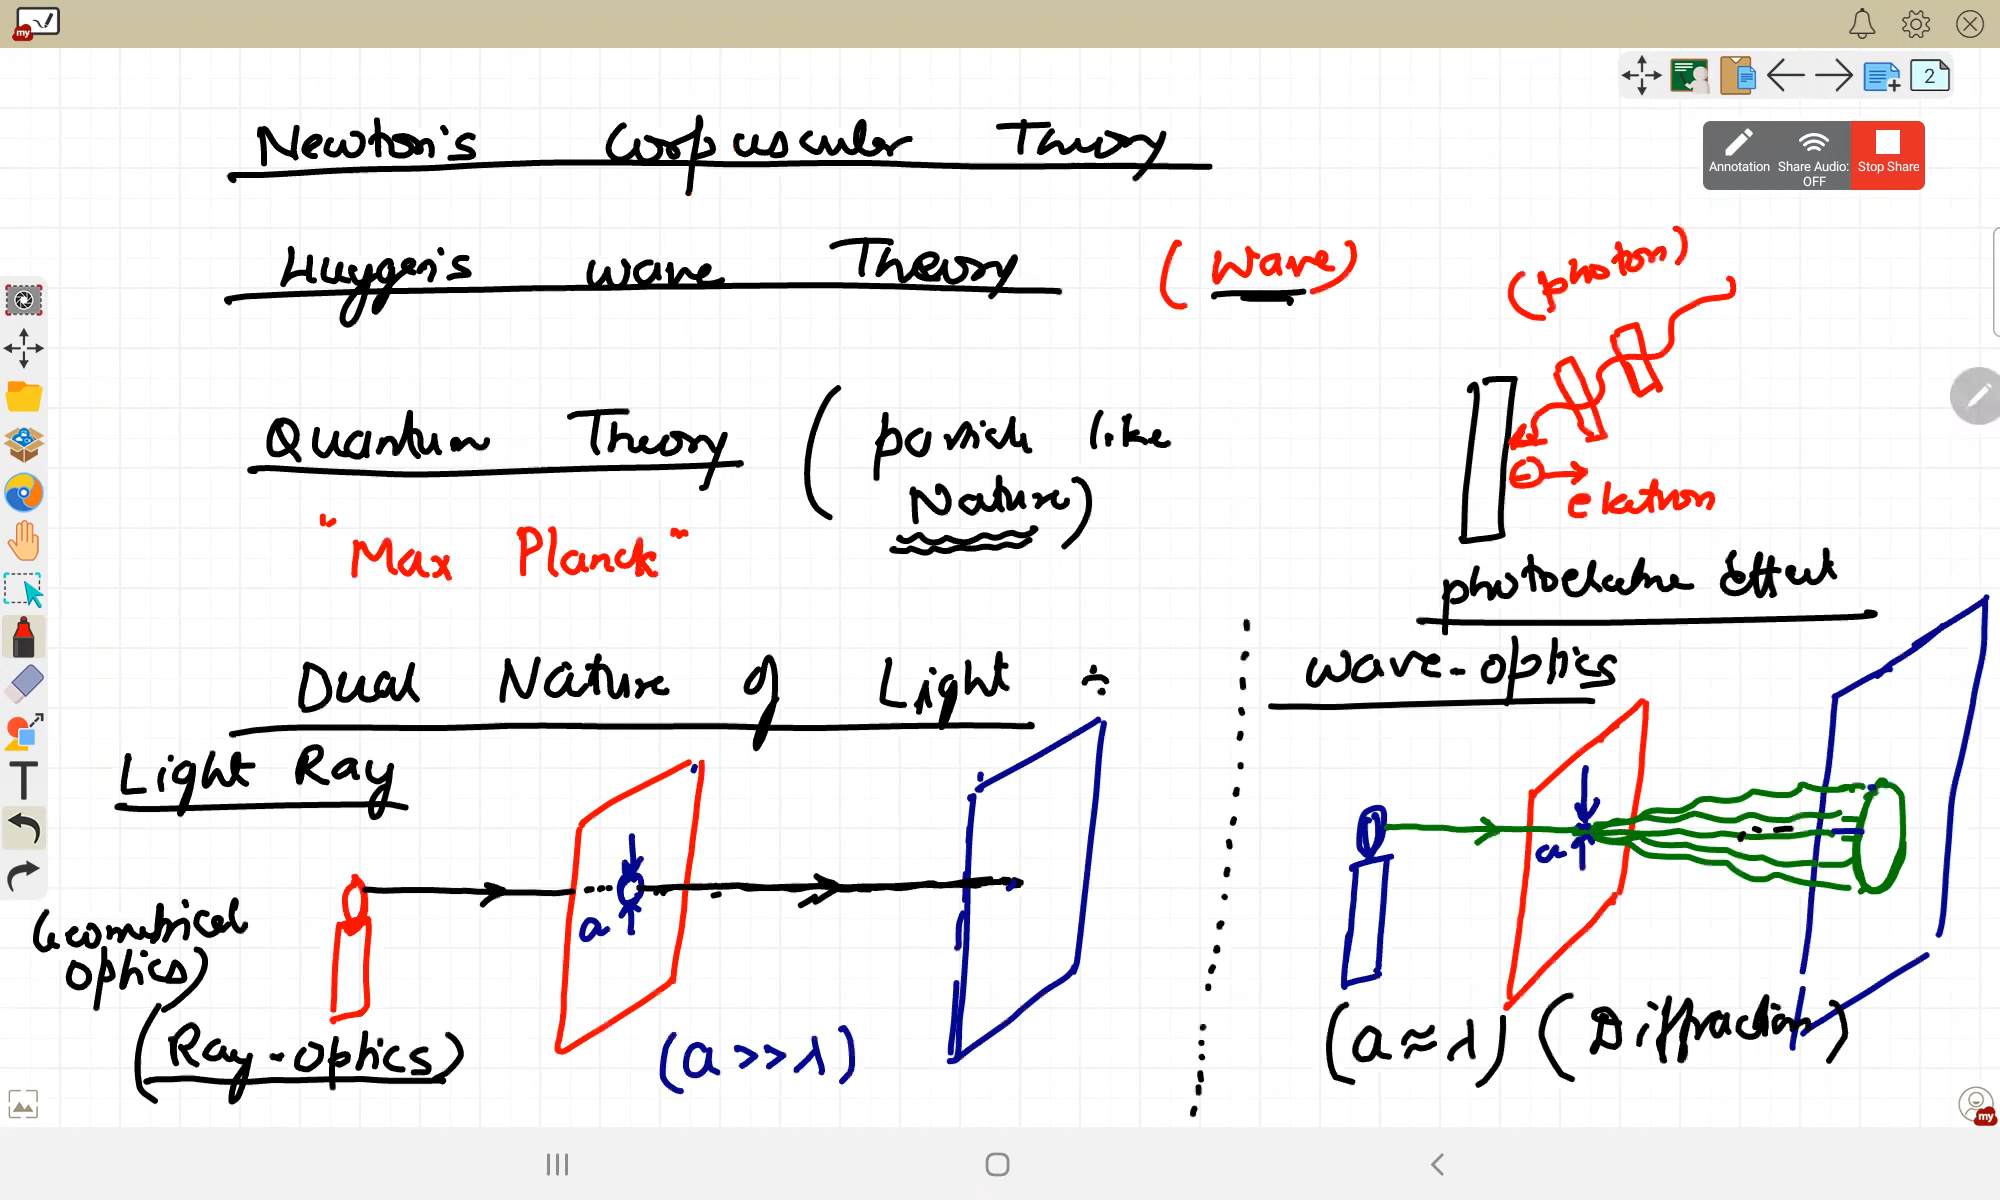 Newton's Corpuscular Theory
Huygen's wave Theory (wave)
(photon)
Quantum Theory (particle like
Nature)
"Max Planck"
electron
photoelectric Effect
Dual Nature of Light ÷
wave-optics
Light Ray
a
a
Geometrical
optics)
(Ray-optics)
(a >> λ)
(a ≈ λ) (Diffraction)
Annotation
Share Audio:
OFF
Stop Share
2
T
my
my